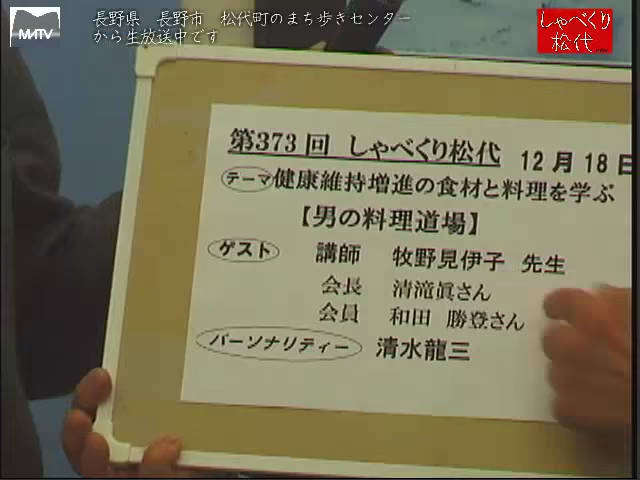 MATV
長野県 長野市 松代町のまち歩きセンター
から生放送中です
しゃべくり
松代
第373回 しゃべくり松代 12月18日
テーマ 健康維持増進の食材と料理を学ぶ
【男の料理道場】
ゲスト 講師 牧野見伊子 先生
会長 清滝眞さん
会員 和田 勝登さん
パーソナリティー 清水龍三